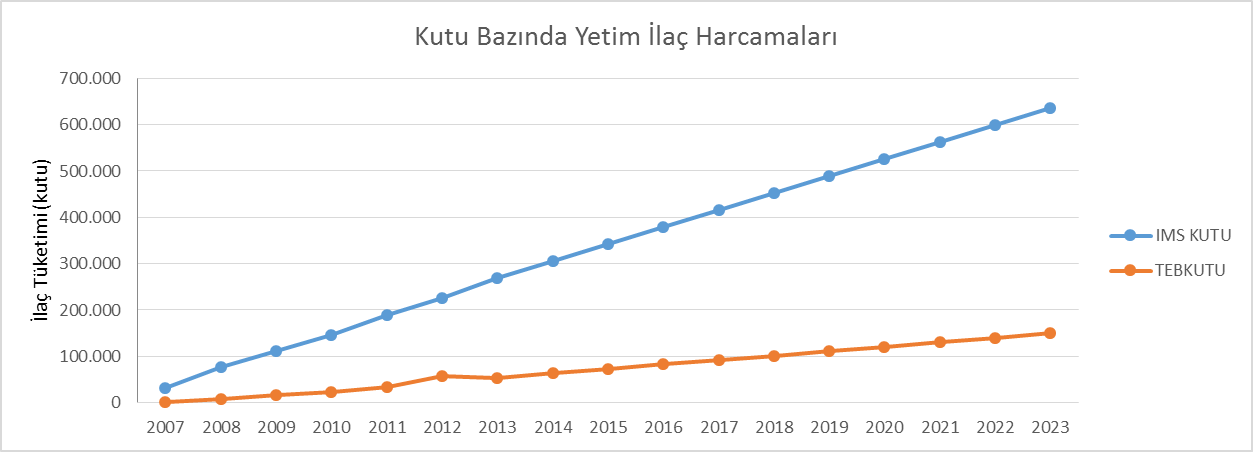 Kutu Bazında Yetim İlaç Harcamaları
İlaç Tüketimi (kutu)
700.000
600.000
500.000
400.000
300.000
200.000
100.000
0
2007 2008 2009 2010 2011 2012 2013 2014 2015 2016 2017 2018 2019 2020 2021 2022 2023
IMS KUTU
TEBKUTU